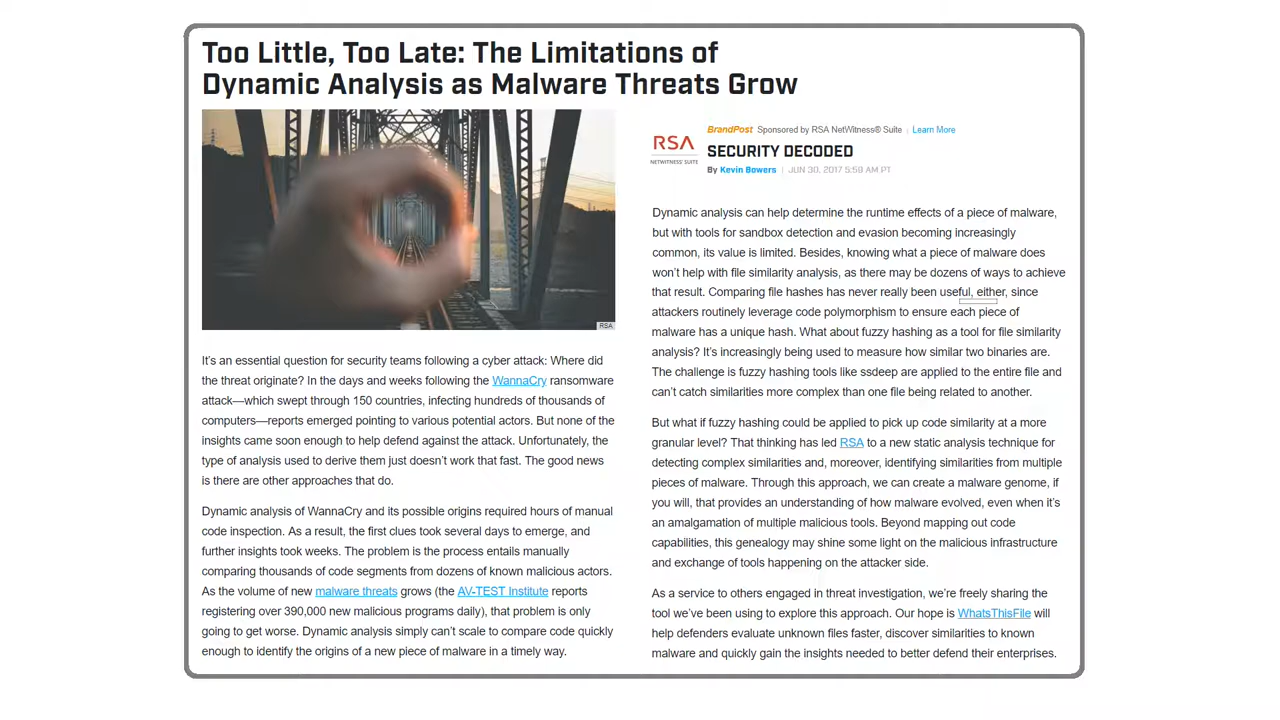 Too Little, Too Late: The Limitations of
Dynamic Analysis as Malware Threats Grow
RSA
It's an essential question for security teams following a cyber attack: Where did
the threat originate? In the days and weeks following the WannaCry ransomware
attack—which swept through 150 countries, infecting hundreds of thousands of
computers—reports emerged pointing to various potential actors. But none of the
insights came soon enough to help defend against the attack. Unfortunately, the
type of analysis used to derive them just doesn't work that fast. The good news
is there are other approaches that do.
Dynamic analysis of WannaCry and its possible origins required hours of manual
code inspection. As a result, the first clues took several days to emerge, and
further insights took weeks. The problem is the process entails manually
comparing thousands of code segments from dozens of known malicious actors.
As the volume of new malware threats grows (the AV-TEST Institute reports
registering over 390,000 new malicious programs daily), that problem is only
going to get worse. Dynamic analysis simply can't scale to compare code quickly
enough to identify the origins of a new piece of malware in a timely way.
RSA
NETWITNESS® SUITE
BrandPost Sponsored by RSA NetWitness® Suite | Learn More
SECURITY DECODED
By Kevin Bowers | JUN 30, 2017 5:59 AM PT
Dynamic analysis can help determine the runtime effects of a piece of malware,
but with tools for sandbox detection and evasion becoming increasingly
common, its value is limited. Besides, knowing what a piece of malware does
won't help with file similarity analysis, as there may be dozens of ways to achieve
that result. Comparing file hashes has never really been useful, either, since
attackers routinely leverage code polymorphism to ensure each piece of
malware has a unique hash. What about fuzzy hashing as a tool for file similarity
analysis? It's increasingly being used to measure how similar two binaries are.
The challenge is fuzzy hashing tools like ssdeep are applied to the entire file and
can't catch similarities more complex than one file being related to another.
But what if fuzzy hashing could be applied to pick up code similarity at a more
granular level? That thinking has led RSA to a new static analysis technique for
detecting complex similarities and, moreover, identifying similarities from multiple
pieces of malware. Through this approach, we can create a malware genome, if
you will, that provides an understanding of how malware evolved, even when it's
an amalgamation of multiple malicious tools. Beyond mapping out code
capabilities, this genealogy may shine some light on the malicious infrastructure
and exchange of tools happening on the attacker side.
As a service to others engaged in threat investigation, we're freely sharing the
tool we've been using to explore this approach. Our hope is WhatsThisFile will
help defenders evaluate unknown files faster, discover similarities to known
malware and quickly gain the insights needed to better defend their enterprises.